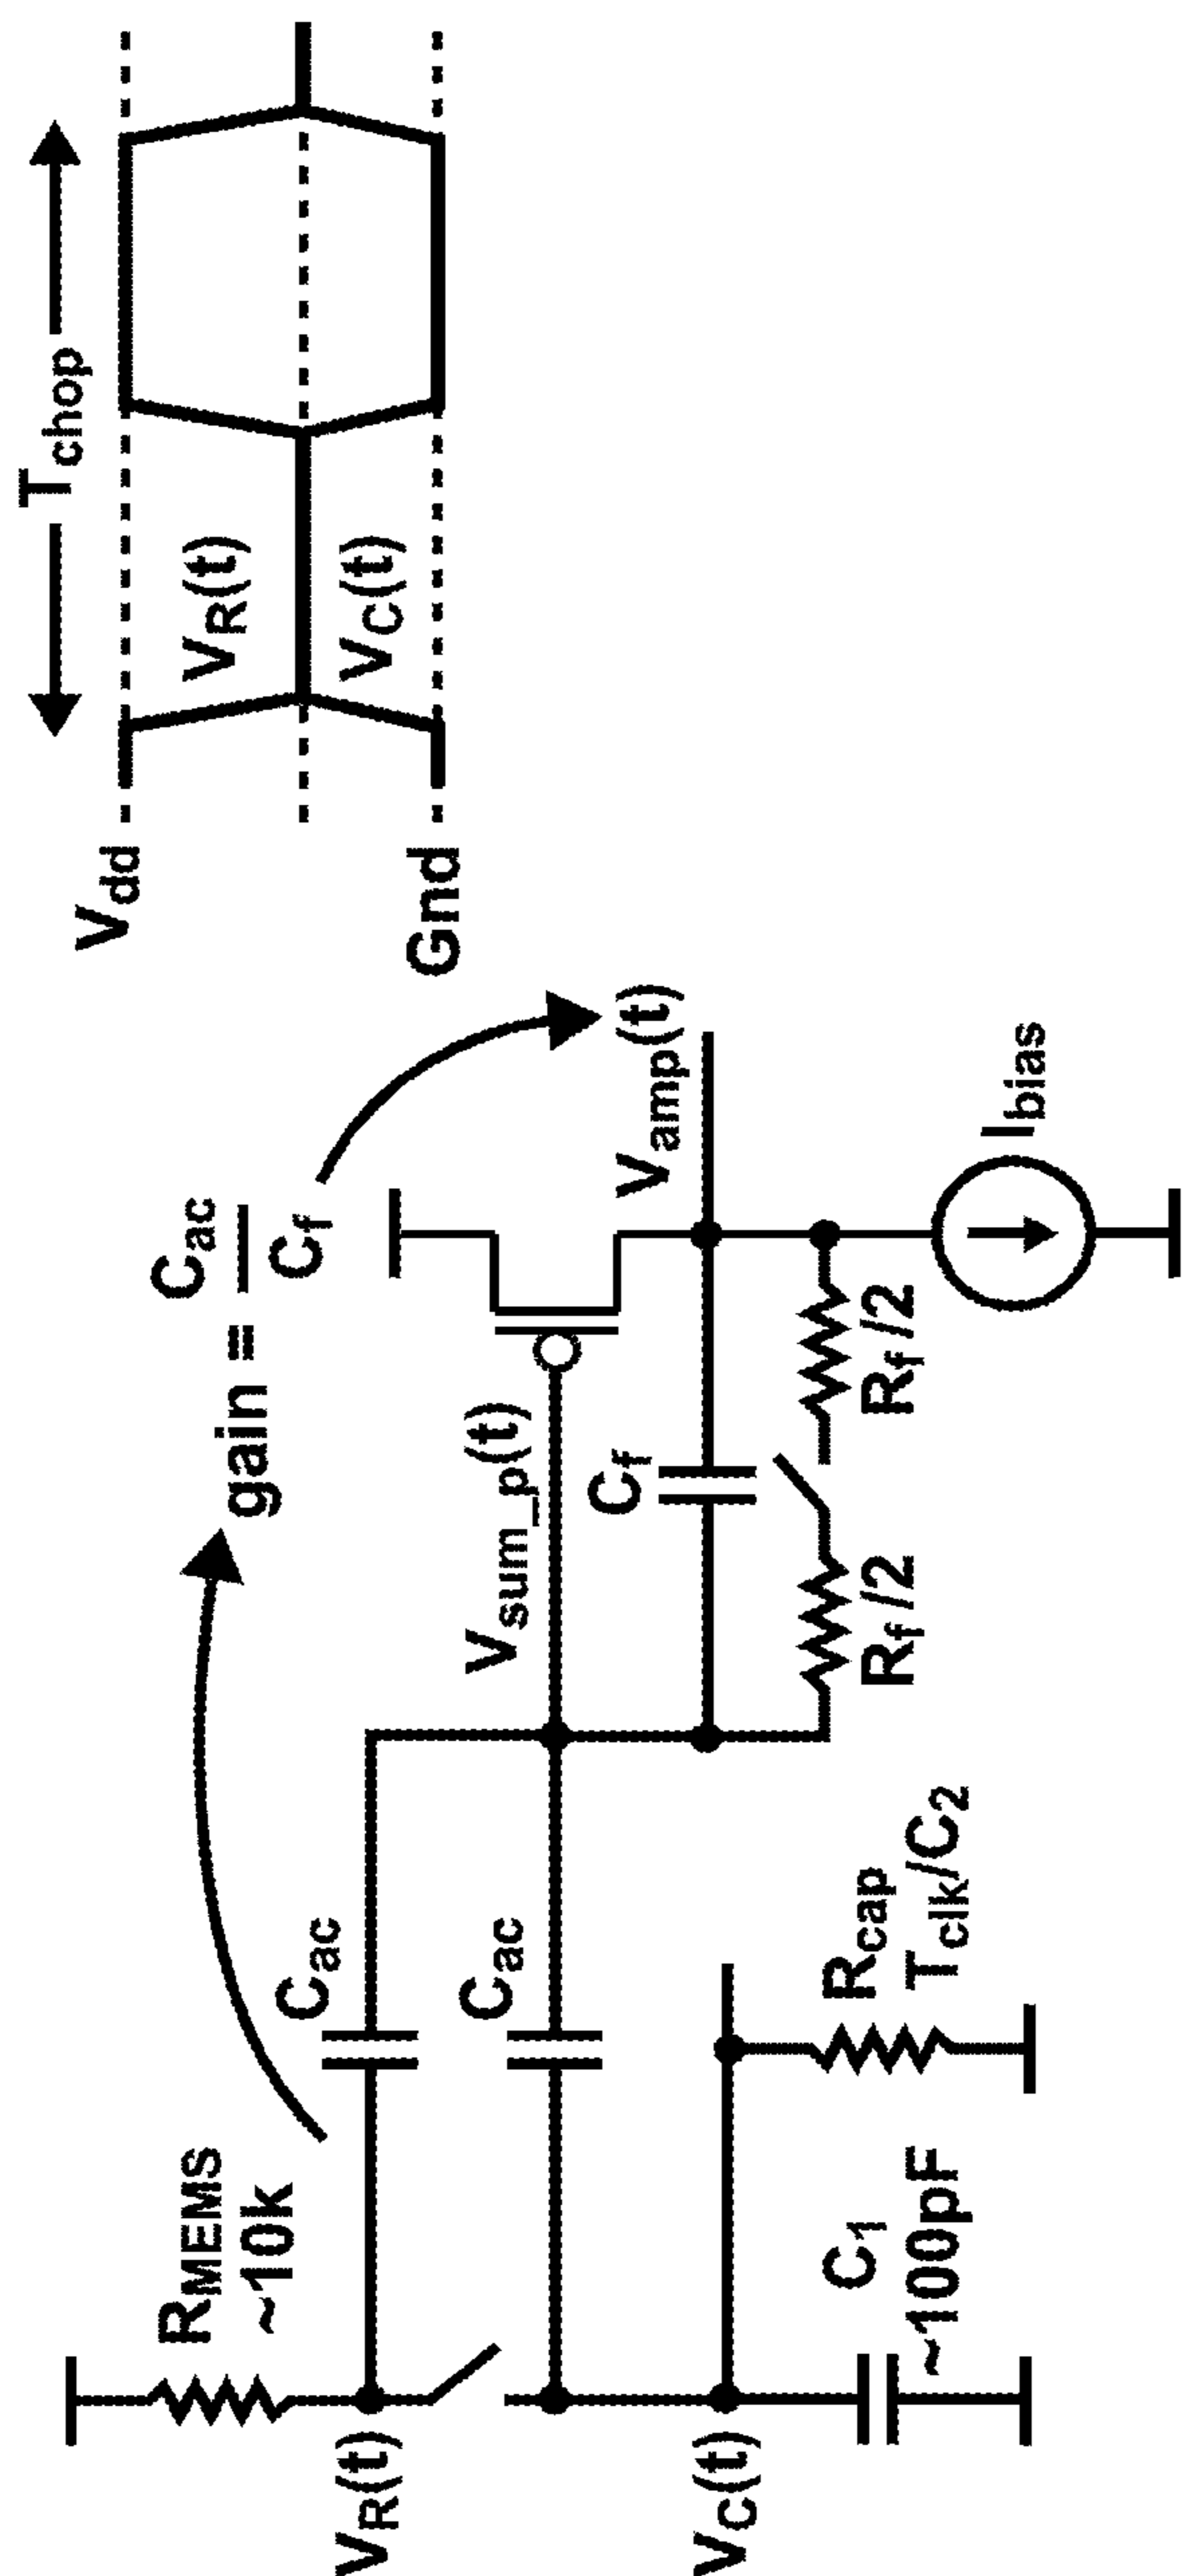 V_R(t)
R_MEMS
~10k
C_ac
gain = C_ac / C_f
V_dd
V_R(t)
T_chop
V_C(t)
Gnd
C_ac
V_sum_p(t)
V_amp(t)
C_f
V_C(t)
C_1
~100pF
R_cap
T_clk/C_2
R_f/2
R_f/2
I_bias